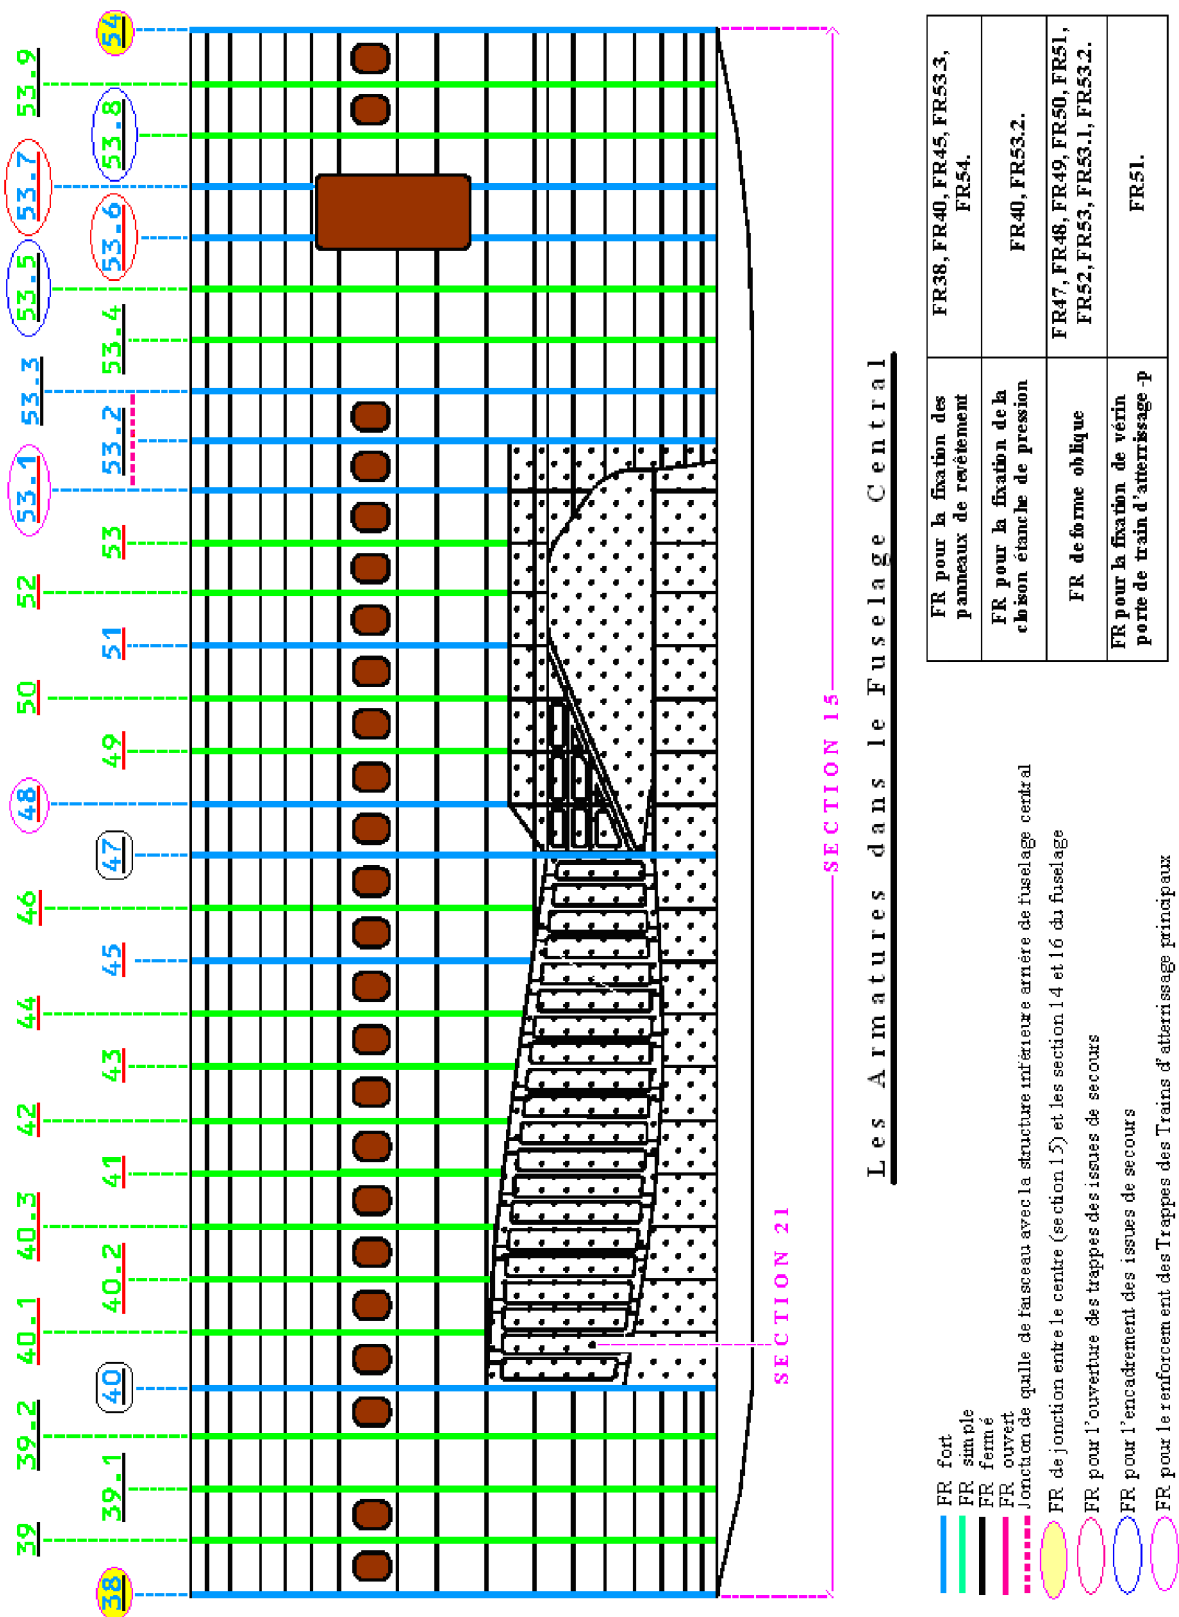 38
39
39.1
39.2
40
40.1
40.2
40.3
41
42
43
44
45
46
47
48
49
50
51
52
53
53.1
53.2
53.3
53.4
53.5
53.6
53.7
53.8
53.9
54
SECTION 21
SECTION 15
Les Armatures dans le Fuselage Central
FR fort
FR simple
FR fermé
FR ouvert
Jonction de quille de faisceau avec la structure inférieure arrière de fuselage central
FR de jonction entre le centre (section 15) et les section 14 et 16 du fuselage
FR pour l'ouverture des trappes des issues de secours
FR pour l'encadrement des issues de secours
FR pour le renforcement des Trappes des Trains d'atterrissage principaux
FR pour la fixation des
panneaux de revêtement
FR38, FR40, FR45, FR53.3,
FR54.
FR pour la fixation de la
cloison étanche de pression
FR40, FR53.2.
FR de forme oblique
FR47, FR48, FR49, FR50, FR51,
FR52, FR53, FR53.1, FR53.2.
FR pour la fixation de vérin
porte de train d'atterrissage -p
FR51.